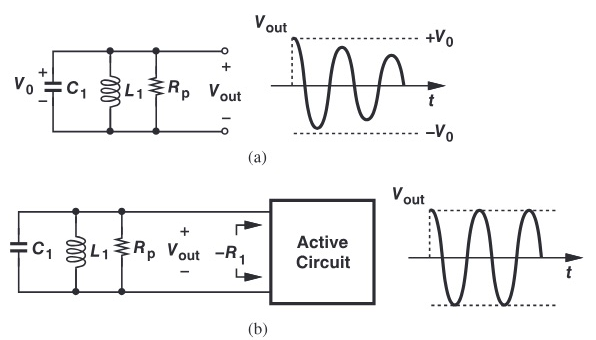 Vout
+V0
V0 + − C1 L1 Rp + Vout −
t
−V0
(a)
Vout
C1 L1 Rp + Vout − −R1 Active Circuit
t
(b)